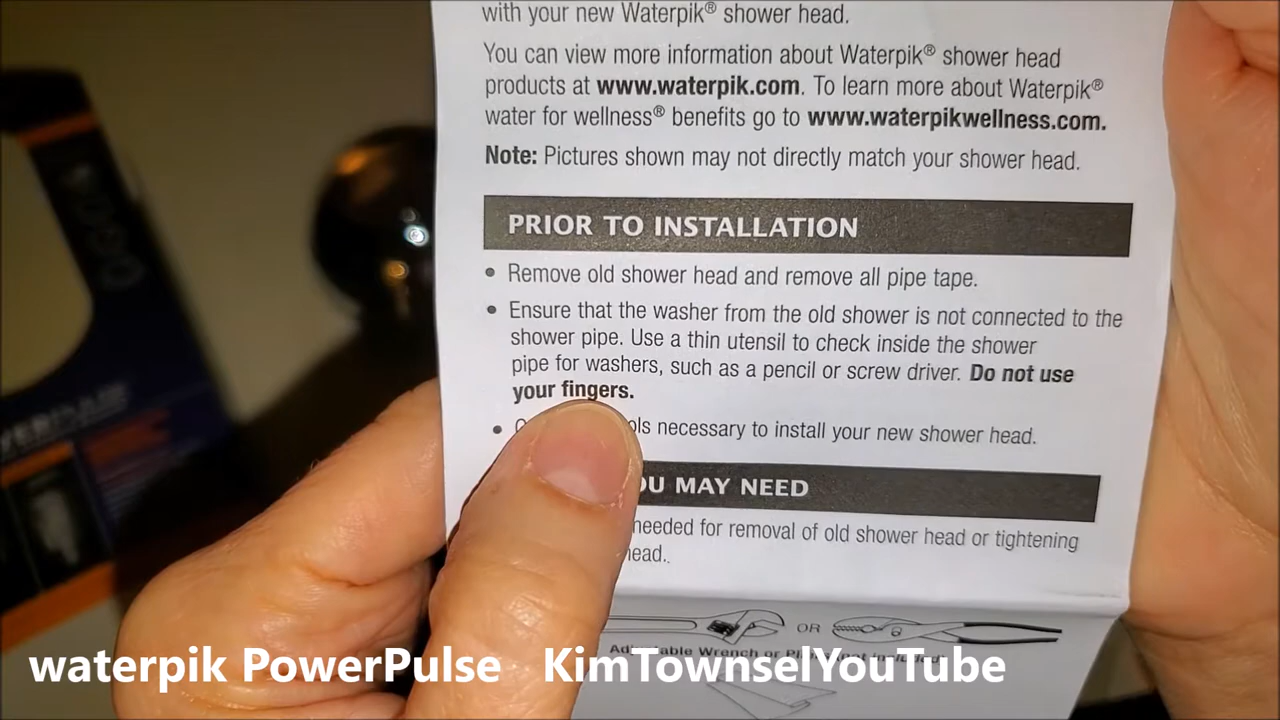 with your new Waterpik® shower head.
You can view more information about Waterpik® shower head
products at www.waterpik.com. To learn more about Waterpik®
water for wellness® benefits go to www.waterpikwellness.com.
Note: Pictures shown may not directly match your shower head.
PRIOR TO INSTALLATION
• Remove old shower head and remove all pipe tape.
• Ensure that the washer from the old shower is not connected to the
shower pipe. Use a thin utensil to check inside the shower
pipe for washers, such as a pencil or screw driver. Do not use
your fingers.
• necessary to install your new shower head.
MAY NEED
needed for removal of old shower head or tightening
OR
Wrench or
waterpik PowerPulse KimTownselYouTube